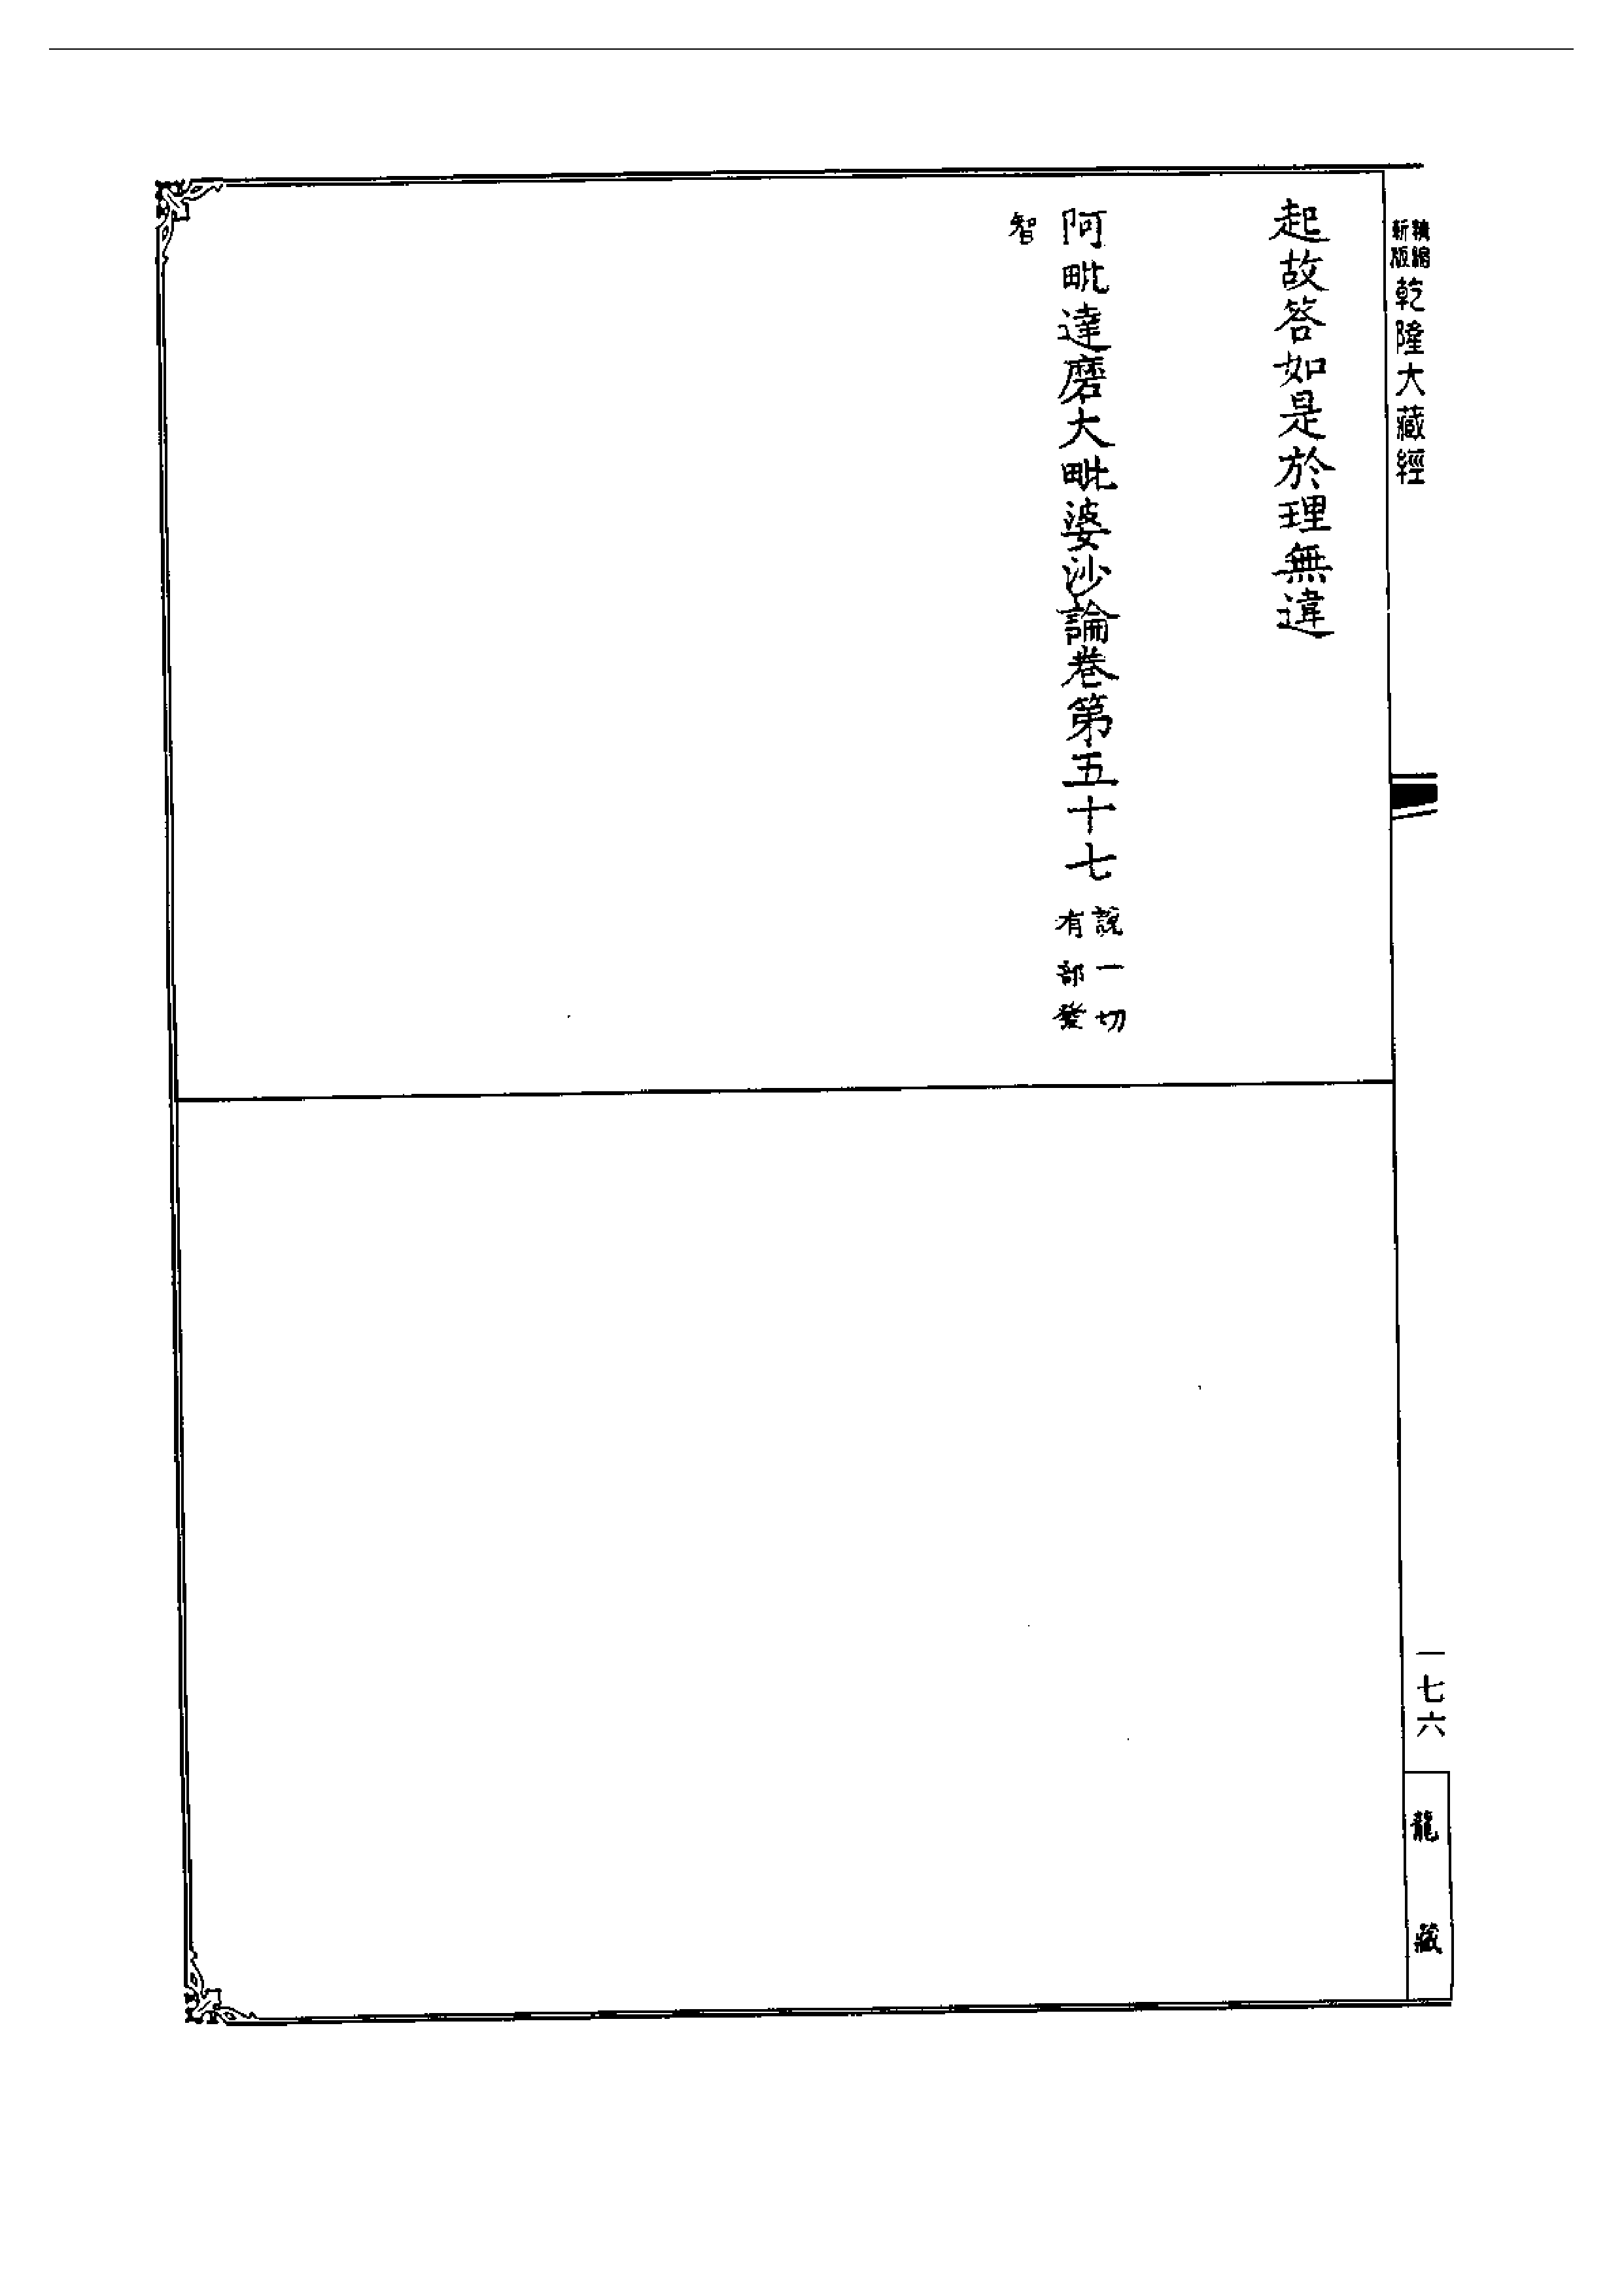 精縮新版乾隆大藏經
一七六
龍藏
起故答如是於理無違
阿毗達磨大毗婆沙論卷第五十七說一切有部發
智